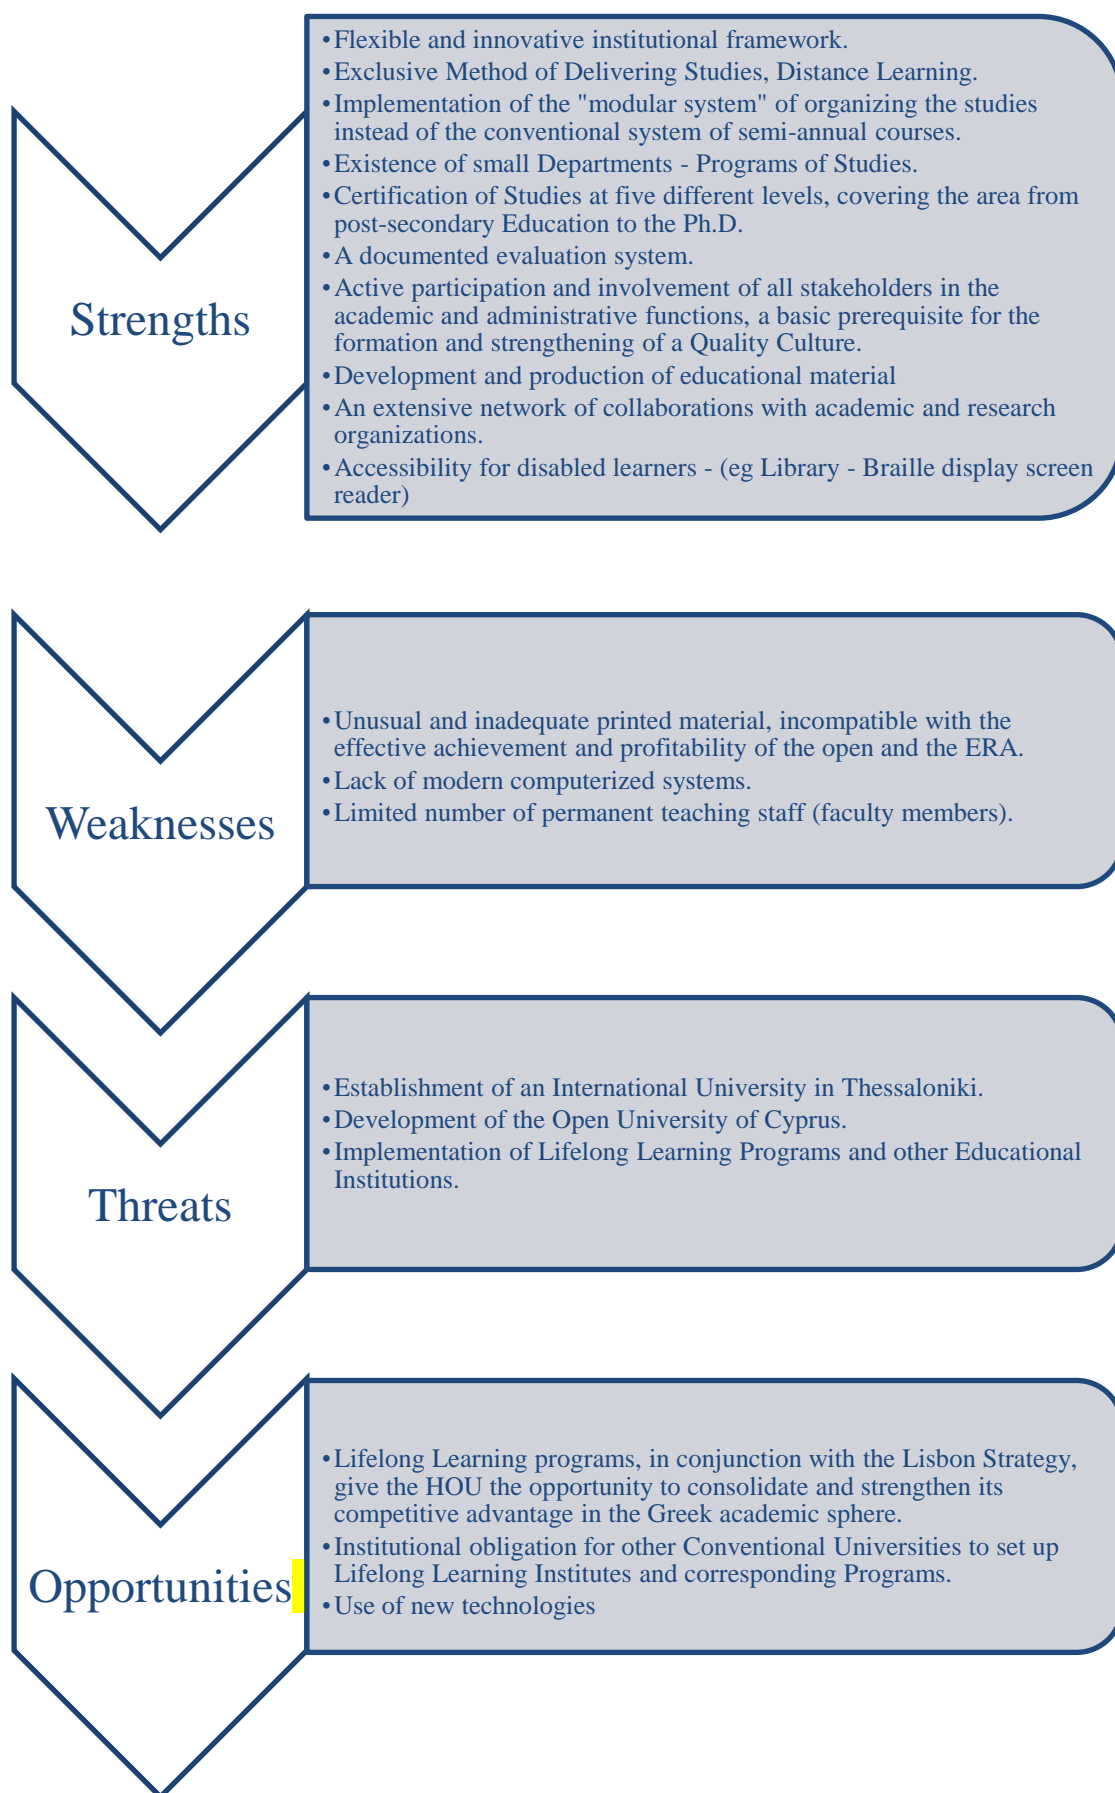 Strengths
•Flexible and innovative institutional framework.
•Exclusive Method of Delivering Studies, Distance Learning.
•Implementation of the "modular system" of organizing the studies
instead of the conventional system of semi-annual courses.
•Existence of small Departments - Programs of Studies.
•Certification of Studies at five different levels, covering the area from
post-secondary Education to the Ph.D.
•A documented evaluation system.
•Active participation and involvement of all stakeholders in the
academic and administrative functions, a basic prerequisite for the
formation and strengthening of a Quality Culture.
•Development and production of educational material
•An extensive network of collaborations with academic and research
organizations.
•Accessibility for disabled learners - (eg Library - Braille display screen
reader)
Weaknesses
•Unusual and inadequate printed material, incompatible with the
effective achievement and profitability of the open and the ERA.
•Lack of modern computerized systems.
•Limited number of permanent teaching staff (faculty members).
Threats
•Establishment of an International University in Thessaloniki.
•Development of the Open University of Cyprus.
•Implementation of Lifelong Learning Programs and other Educational
Institutions.
Opportunities
•Lifelong Learning programs, in conjunction with the Lisbon Strategy,
give the HOU the opportunity to consolidate and strengthen its
competitive advantage in the Greek academic sphere.
•Institutional obligation for other Conventional Universities to set up
Lifelong Learning Institutes and corresponding Programs.
•Use of new technologies